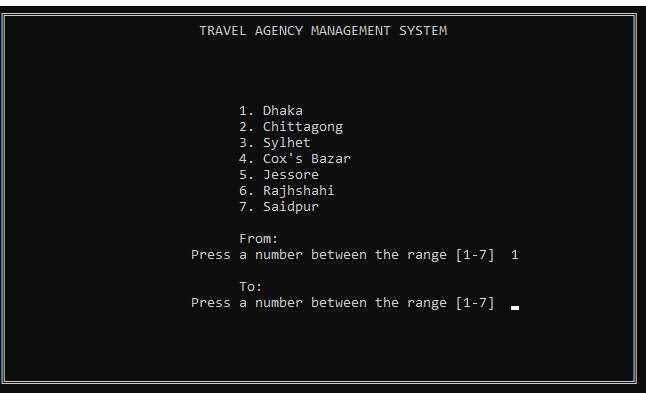 TRAVEL AGENCY MANAGEMENT SYSTEM
1. Dhaka
2. Chittagong
3. Sylhet
4. Cox's Bazar
5. Jessore
6. Rajhshahi
7. Saidpur
From:
Press a number between the range [1-7] 1
To:
Press a number between the range [1-7]